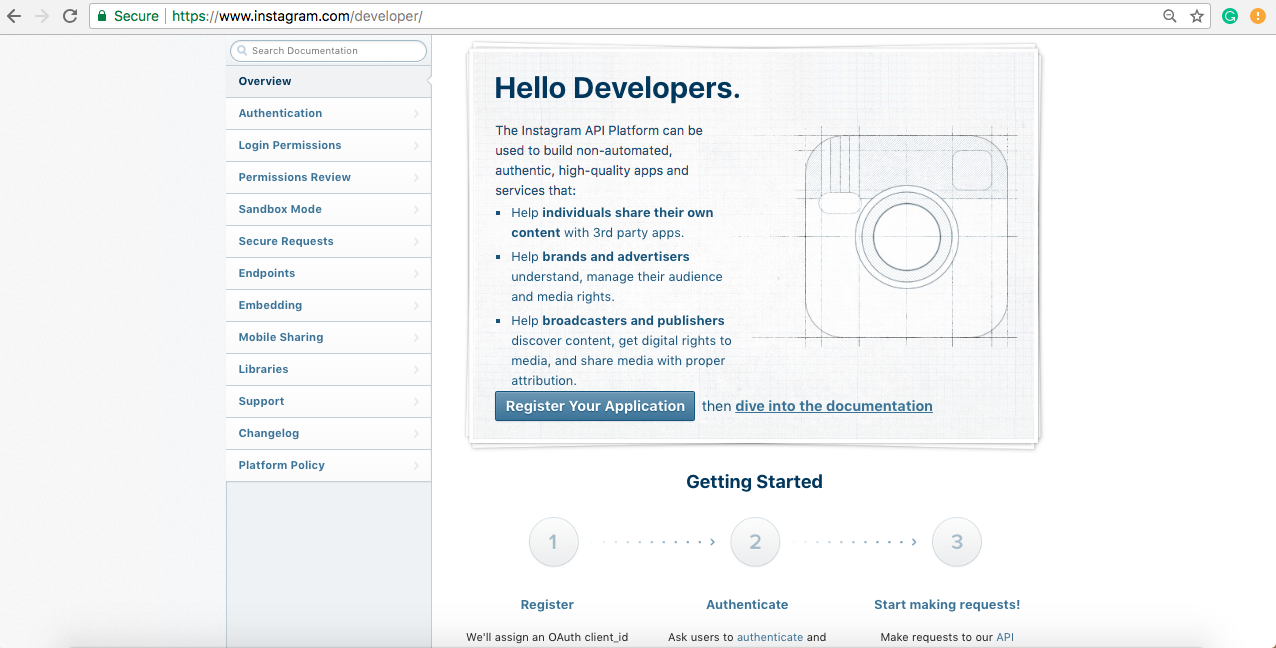 Secure https://www.instagram.com/developer/
Search Documentation
Overview
Authentication
Login Permissions
Permissions Review
Sandbox Mode
Secure Requests
Endpoints
Embedding
Mobile Sharing
Libraries
Support
Changelog
Platform Policy
Hello Developers.
The Instagram API Platform can be
used to build non-automated,
authentic, high-quality apps and
services that:
Help individuals share their own
content with 3rd party apps.
Help brands and advertisers
understand, manage their audience
and media rights.
Help broadcasters and publishers
discover content, get digital rights to
media, and share media with proper
attribution.
Register Your Application then dive into the documentation
Getting Started
1 2 3
Register Authenticate Start making requests!
We'll assign an OAuth client_id Ask users to authenticate and Make requests to our API